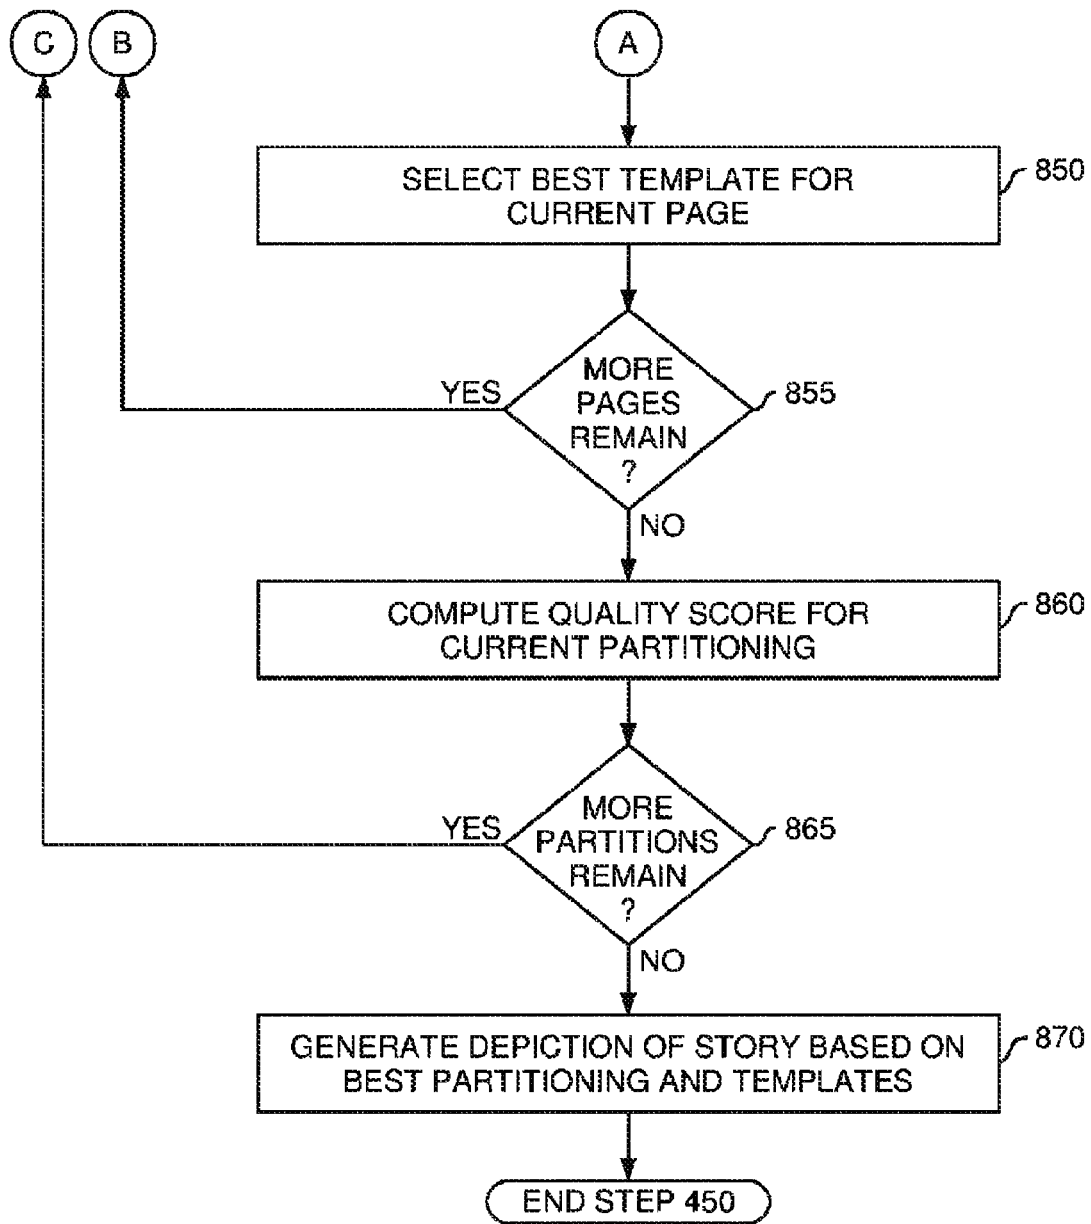 C
B
A
SELECT BEST TEMPLATE FOR
CURRENT PAGE
850
MORE
PAGES
REMAIN
?
855
YES
NO
COMPUTE QUALITY SCORE FOR
CURRENT PARTITIONING
860
MORE
PARTITIONS
REMAIN
?
865
YES
NO
GENERATE DEPICTION OF STORY BASED ON
BEST PARTITIONING AND TEMPLATES
870
END STEP 450